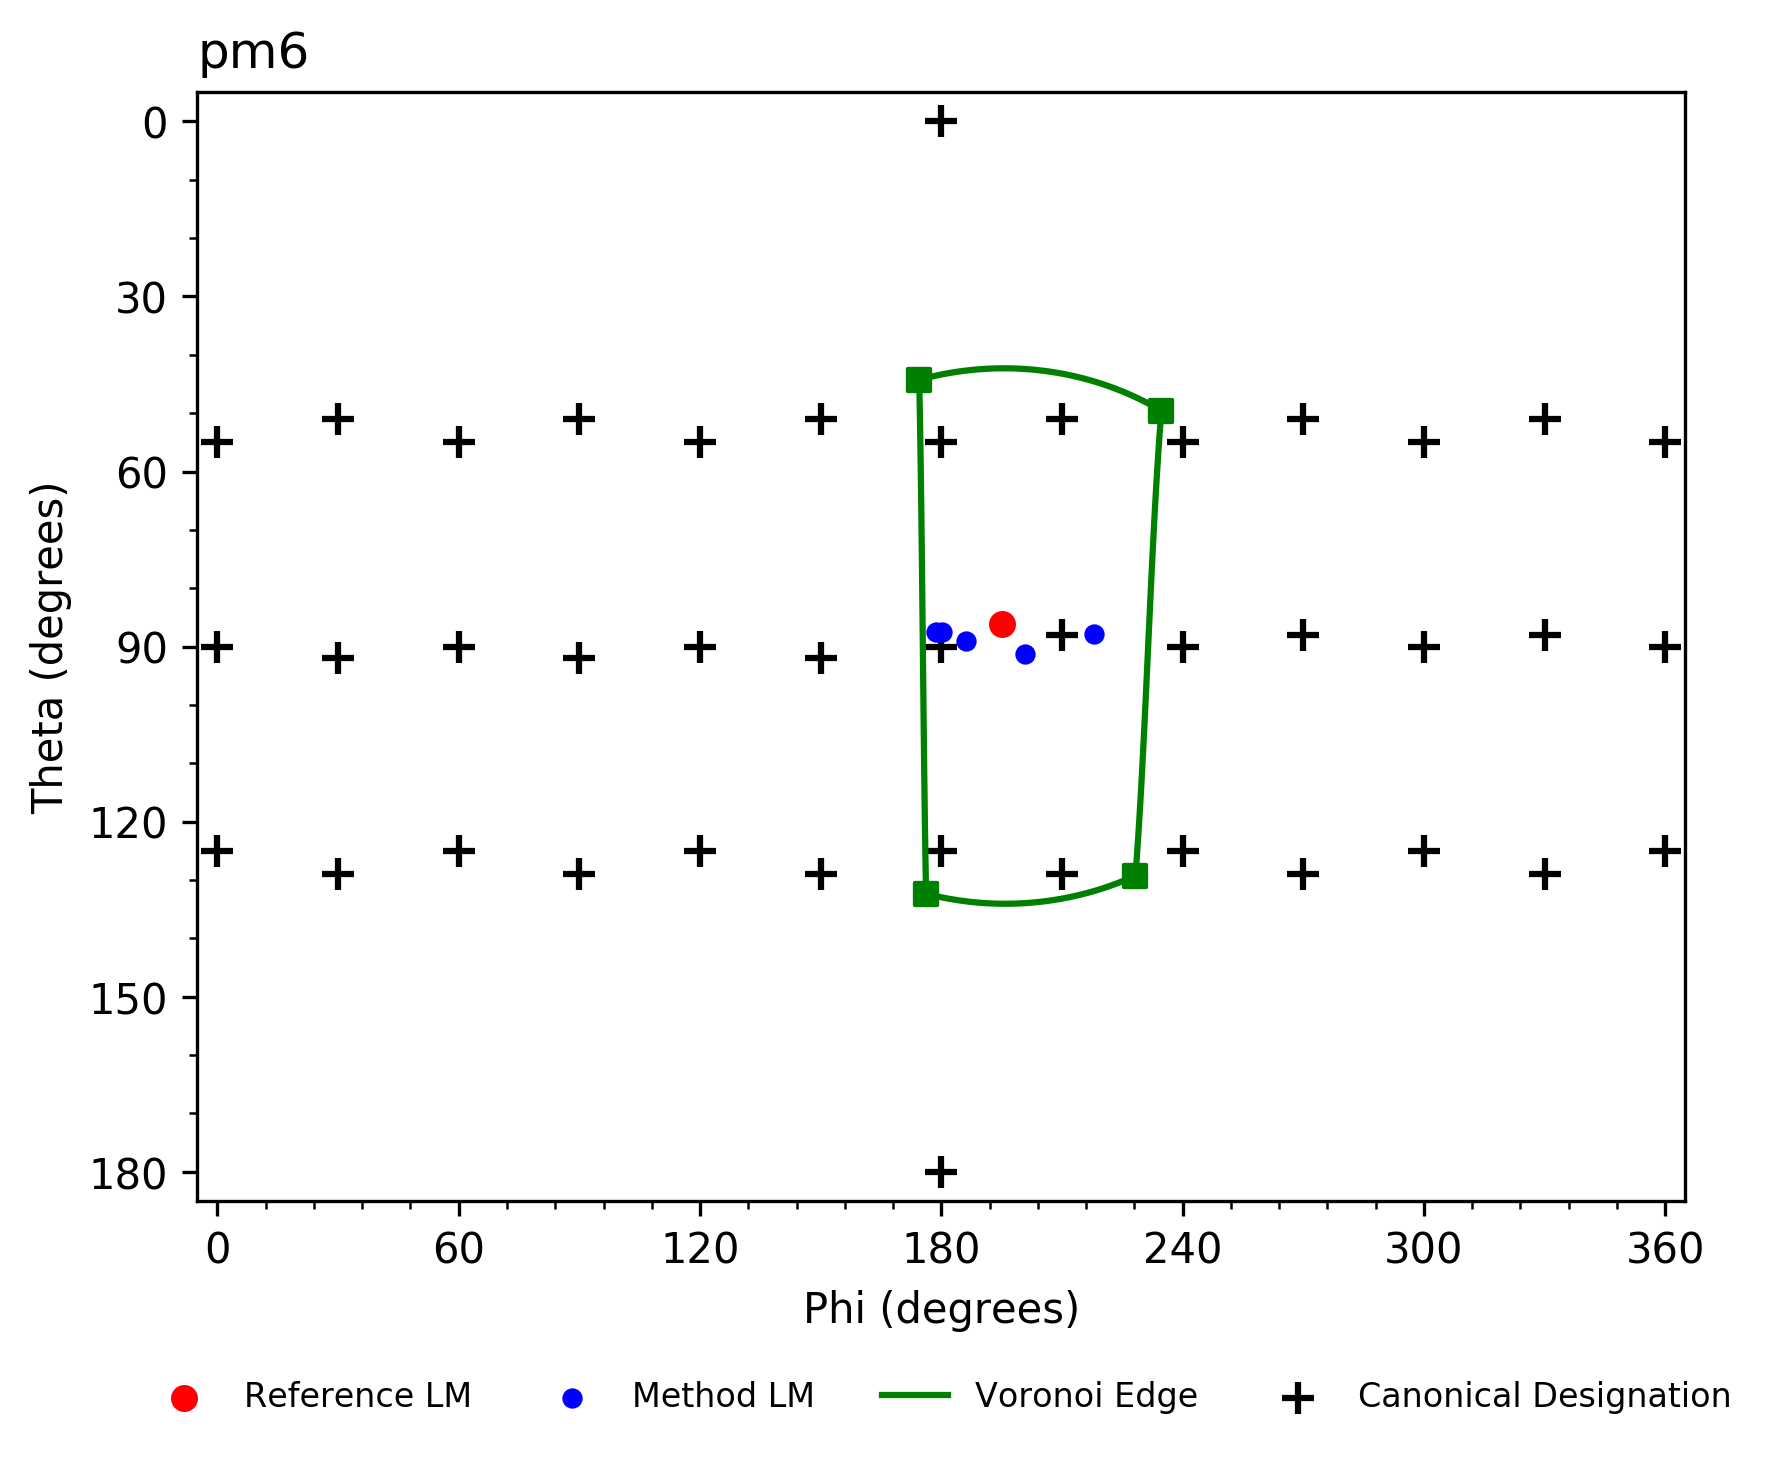 pm6
0
30
60
90
120
150
180
Theta (degrees)
0 60 120 180 240 300 360
Phi (degrees)
Reference LM Method LM Voronoi Edge Canonical Designation